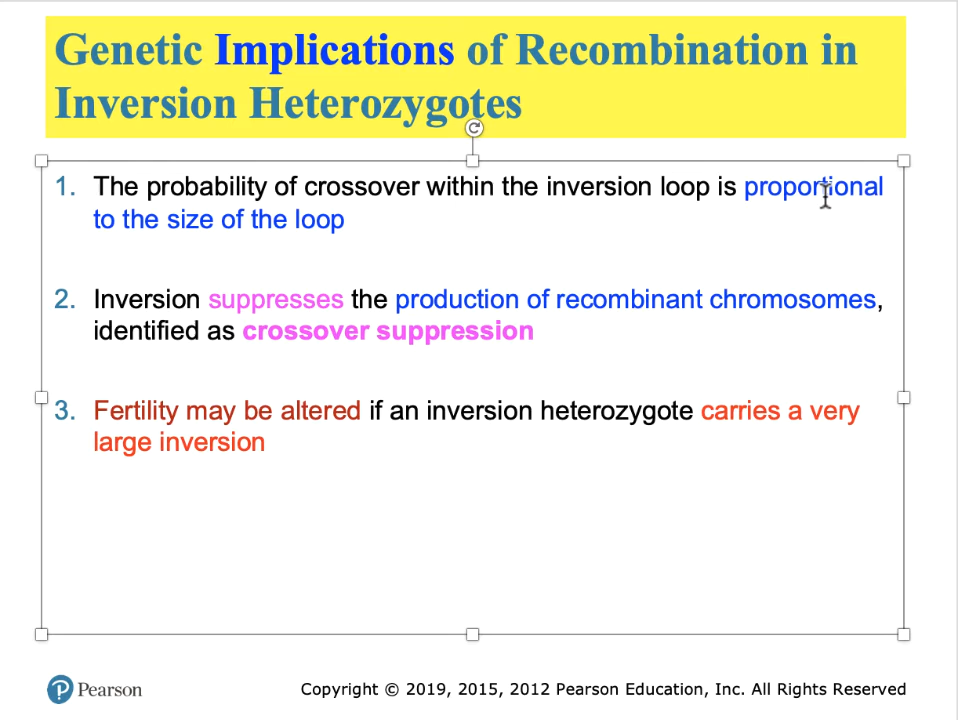 Genetic Implications of Recombination in
Inversion Heterozygotes
1. The probability of crossover within the inversion loop is proportional
to the size of the loop
2. Inversion suppresses the production of recombinant chromosomes,
identified as crossover suppression
3. Fertility may be altered if an inversion heterozygote carries a very
large inversion
Pearson
Copyright © 2019, 2015, 2012 Pearson Education, Inc. All Rights Reserved